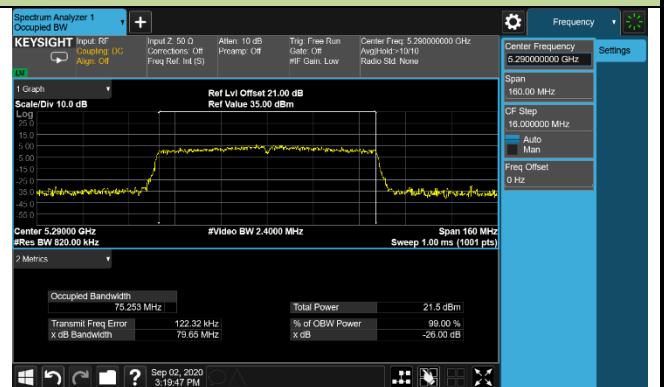 Spectrum Analyzer 1
Occupied BW
Frequency
KEYSIGHT
Input: RF
Coupling: DC
Align: Off
Input Z: 50 Ω
Corrections: Off
Freq Ref: Int (S)
Atten: 10 dB
Preamp: Off
Trig: Free Run
Gate: Off
#IF Gain: Low
Center Freq: 5.290000000 GHz
Avg|Hold:>10/10
Radio Std: None
Center Frequency
5.290000000 GHz
Settings
Span
160.00 MHz
CF Step
16.000000 MHz
Auto
Man
Freq Offset
0 Hz
1 Graph
Scale/Div 10.0 dB
Ref Lvl Offset 21.00 dB
Ref Value 35.00 dBm
Log
25.0
15.0
5.00
-5.00
-15.0
-25.0
-35.0
-45.0
-55.0
Center 5.29000 GHz
#Res BW 820.00 kHz
#Video BW 2.4000 MHz
Span 160 MHz
Sweep 1.00 ms (1001 pts)
2 Metrics
Occupied Bandwidth
75.253 MHz
Total Power 21.5 dBm
Transmit Freq Error 122.32 kHz
% of OBW Power 99.00 %
x dB Bandwidth 79.65 MHz
x dB -26.00 dB
Sep 02, 2020
3:19:47 PM